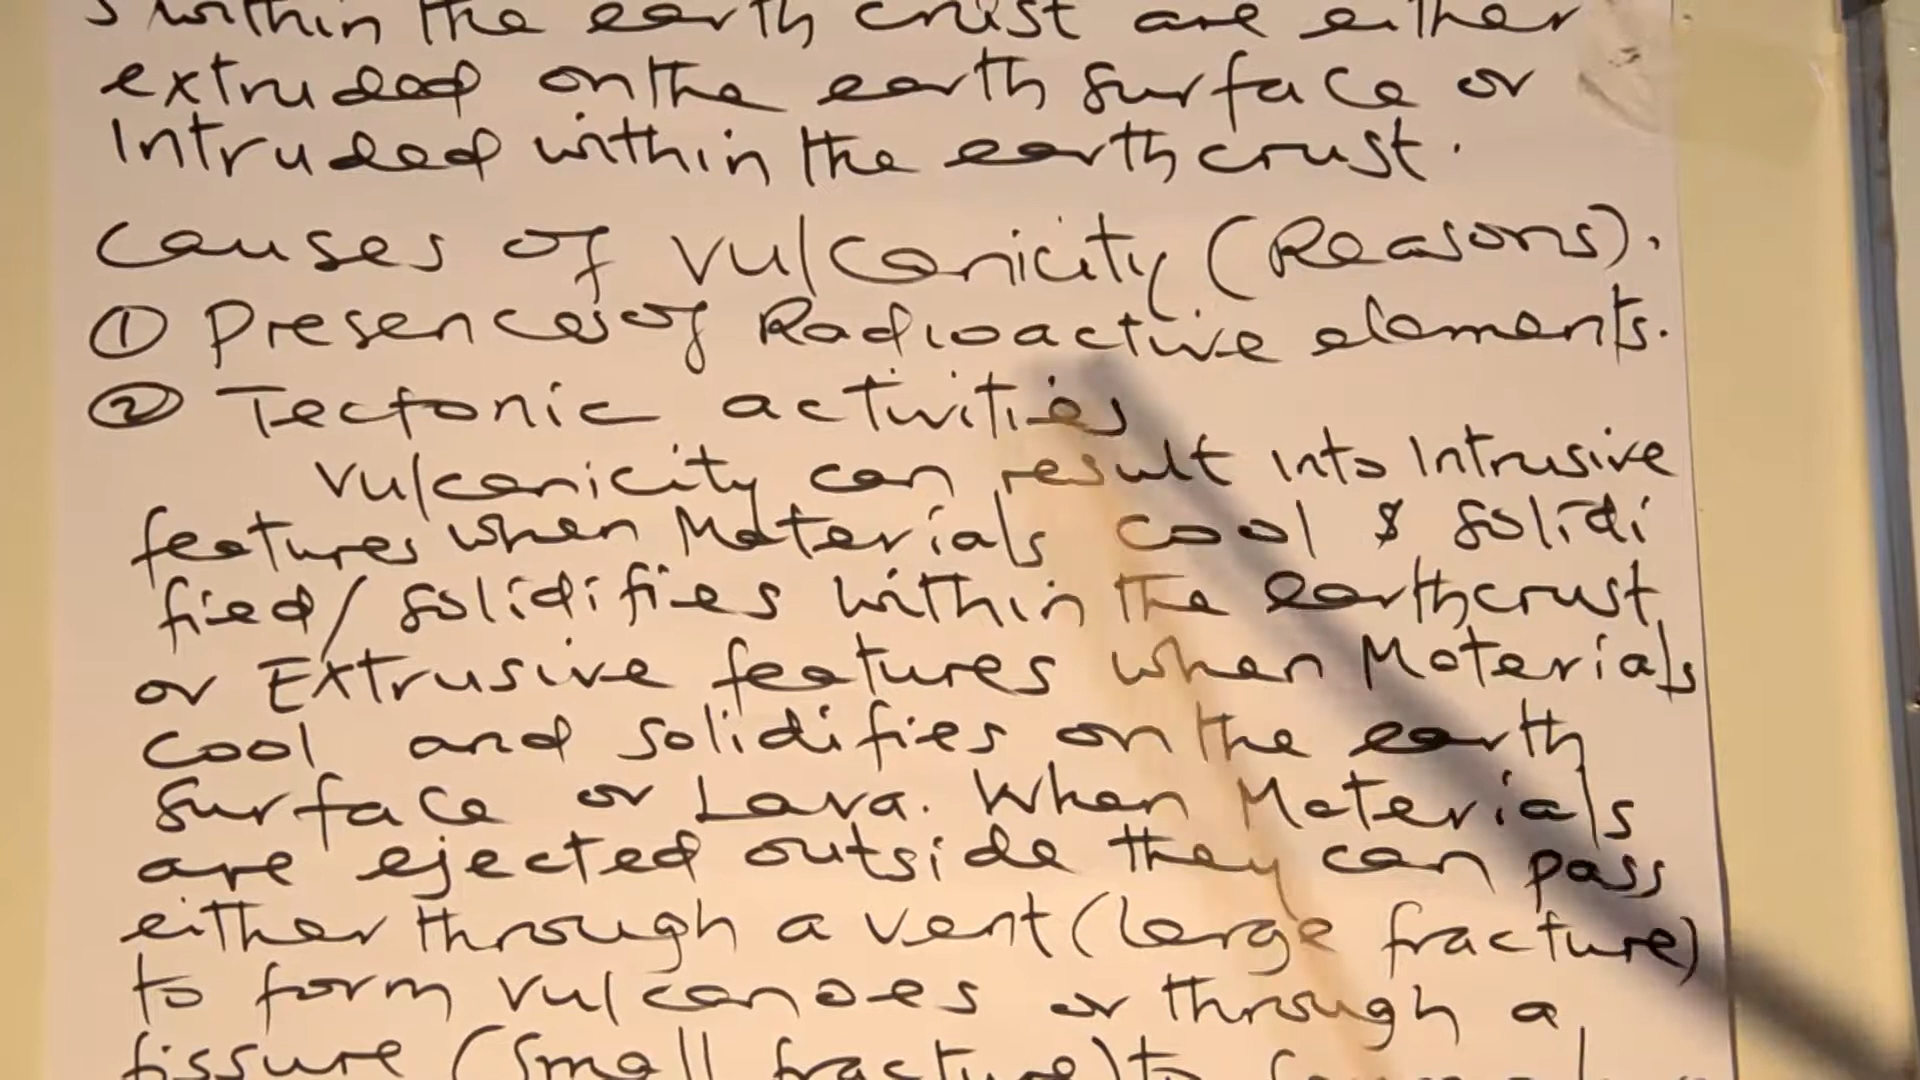 s within the earth crust are either
extruded on the earth surface or
Intruded within the earth crust.
Causes of Vulcanicity (Reasons).
① Presences of Radioactive elements.
② Tectonic activities
Vulcanicity can result into Intrusive
features when Materials cool & solidi
fied/solidifies within the earth crust
or Extrusive features when Materials
cool and solidifies on the earth
surface or Lava. When Materials
are ejected outside they can pass
either through a vent (large fracture)
to form vulcanoes or through a
fissure (small fracture) to